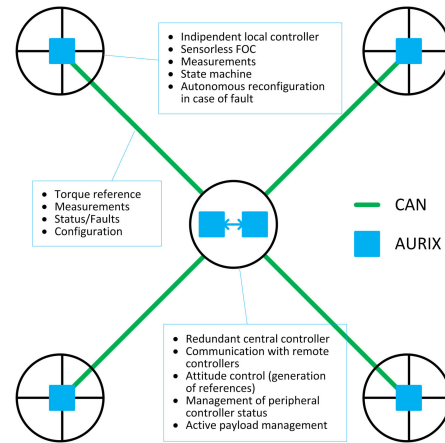 • Indipendent local controller
• Sensorless FOC
• Measurements
• State machine
• Autonomous reconfiguration
in case of fault
• Torque reference
• Measurements
• Status/Faults
• Configuration
CAN
AURIX
• Redundant central controller
• Communication with remote
controllers
• Attitude control (generation
of references)
• Management of peripheral
controller status
• Active payload management